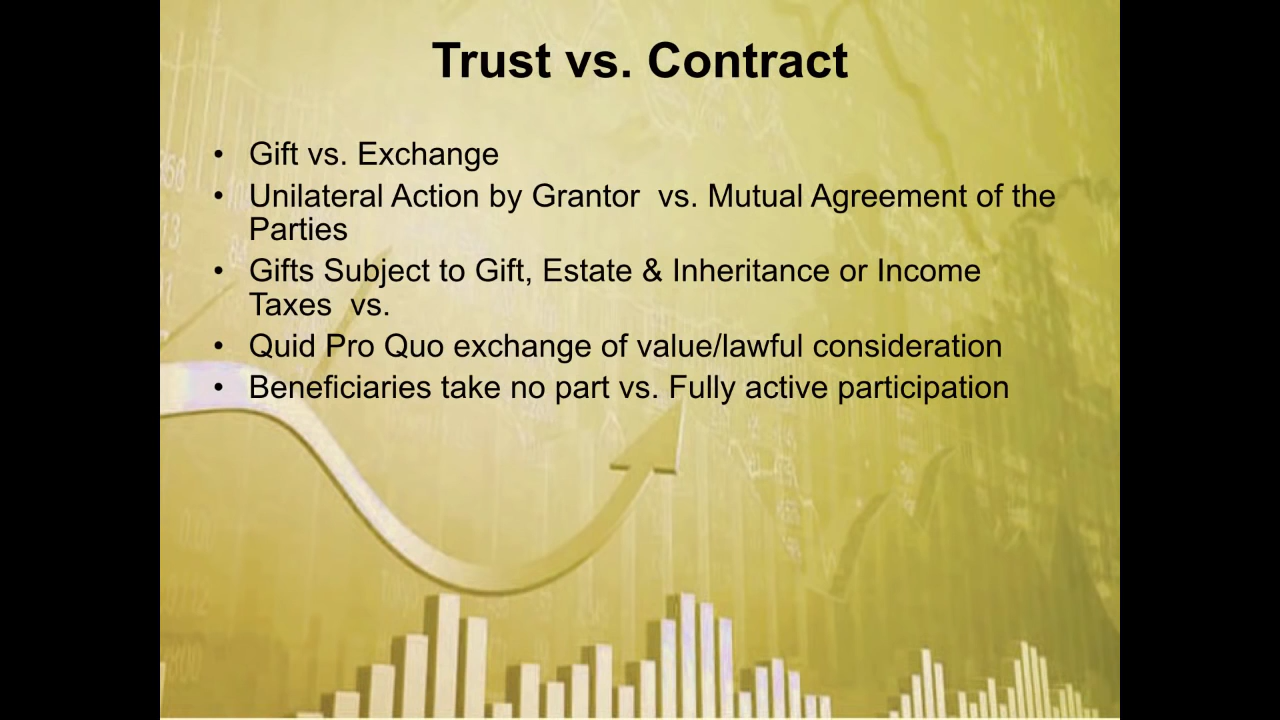 Trust vs. Contract
• Gift vs. Exchange
• Unilateral Action by Grantor  vs. Mutual Agreement of the
Parties
• Gifts Subject to Gift, Estate & Inheritance or Income
Taxes  vs.
• Quid Pro Quo exchange of value/lawful consideration
• Beneficiaries take no part vs. Fully active participation